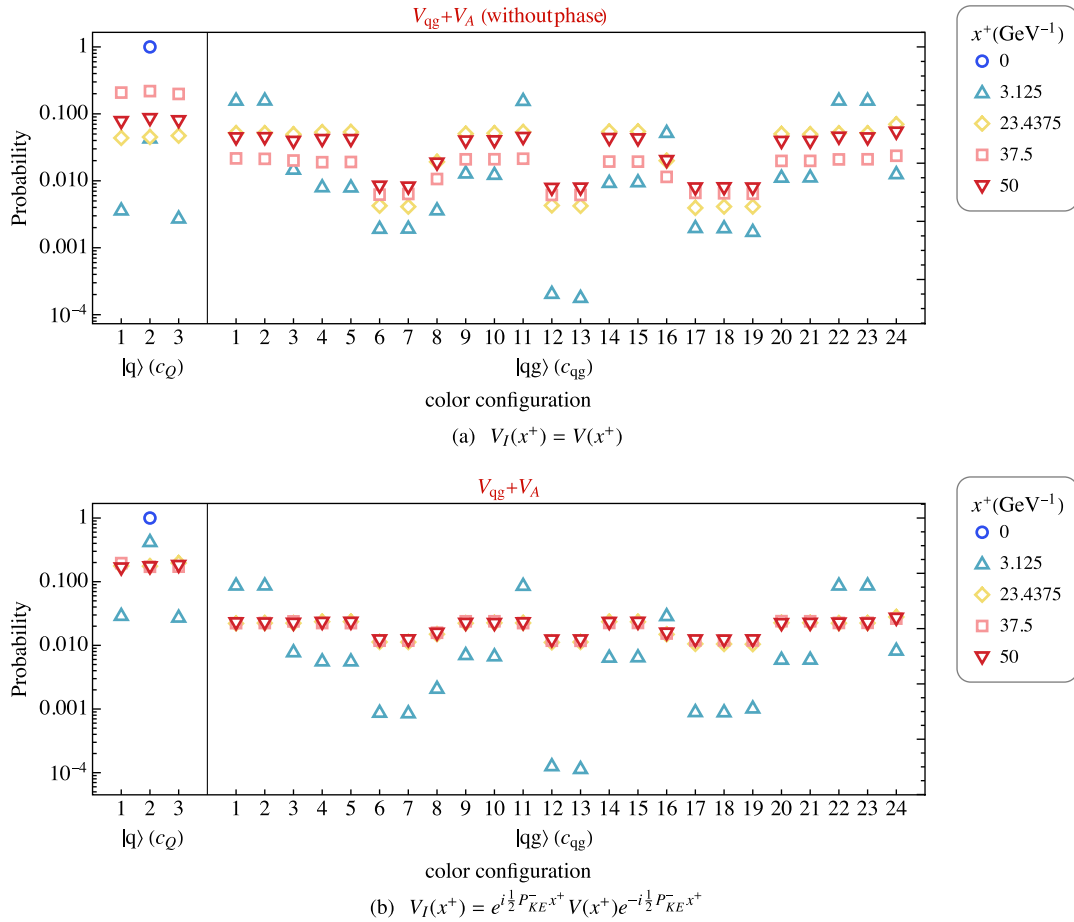 V_qg+V_A (without phase)
Probability
1
0.100
0.010
0.001
10^-4
1 2 3 1 2 3 4 5 6 7 8 9 10 11 12 13 14 15 16 17 18 19 20 21 22 23 24
|q⟩ (c_Q) |qg⟩ (c_qg)
color configuration
x^+(GeV^-1)
0
3.125
23.4375
37.5
50
(a) V_I(x^+) = V(x^+)
V_qg+V_A
Probability
1
0.100
0.010
0.001
10^-4
1 2 3 1 2 3 4 5 6 7 8 9 10 11 12 13 14 15 16 17 18 19 20 21 22 23 24
|q⟩ (c_Q) |qg⟩ (c_qg)
color configuration
x^+(GeV^-1)
0
3.125
23.4375
37.5
50
(b) V_I(x^+) = e^{i\frac{1}{2}P_{KE}^- x^+} V(x^+) e^{-i\frac{1}{2}P_{KE}^- x^+}